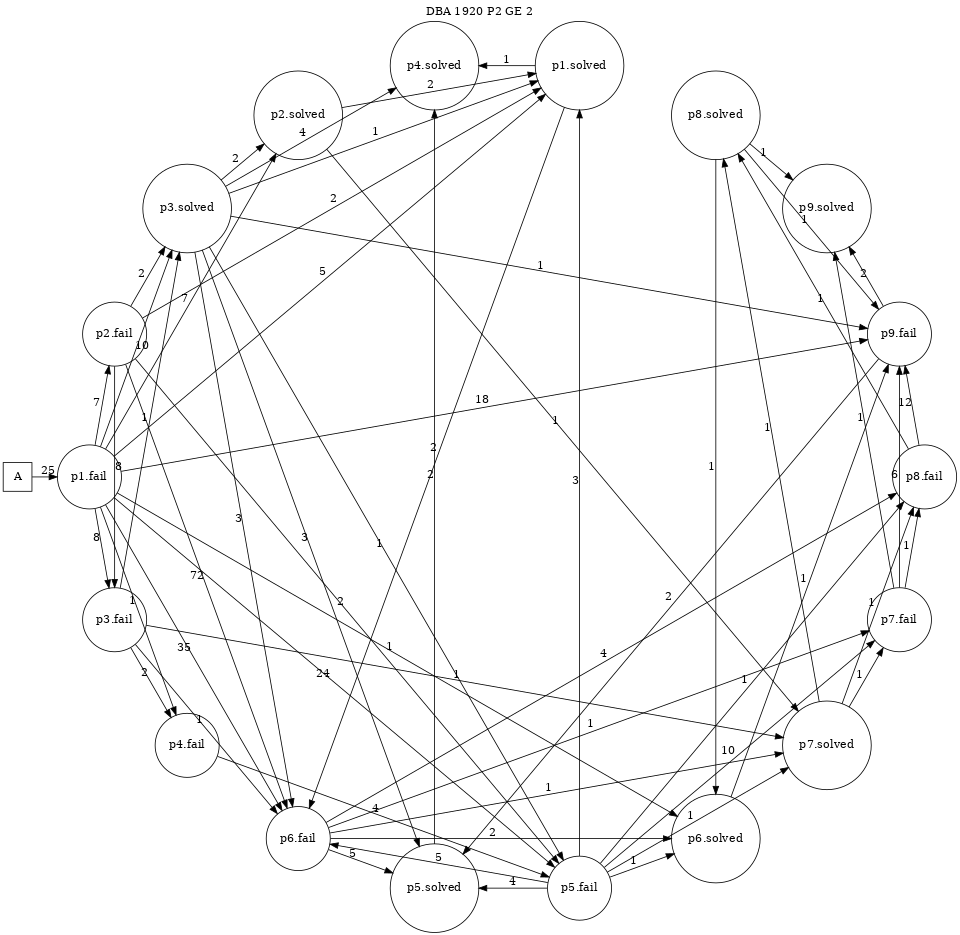 DBA 1920 P2 GE 2
p4.solved
1
p1.solved
2
p2.solved
4
1
p8.solved
1
2
p3.solved
2
p9.solved
1
5
1
2
2
7
1
p2.fail
10
p9.fail
7
18
12
1
1
1
1
2
8
25
A
p1.fail
2
3
1
6
p8.fail
3
8
3
1
1
72
1
1
2
2
1
p3.fail
p7.fail
35
1
4
2
24
1
1
1
1
1
p4.fail
p7.solved
10
1
4
1
p6.fail
2
p6.solved
5
5
1
4
p5.solved
p5.fail